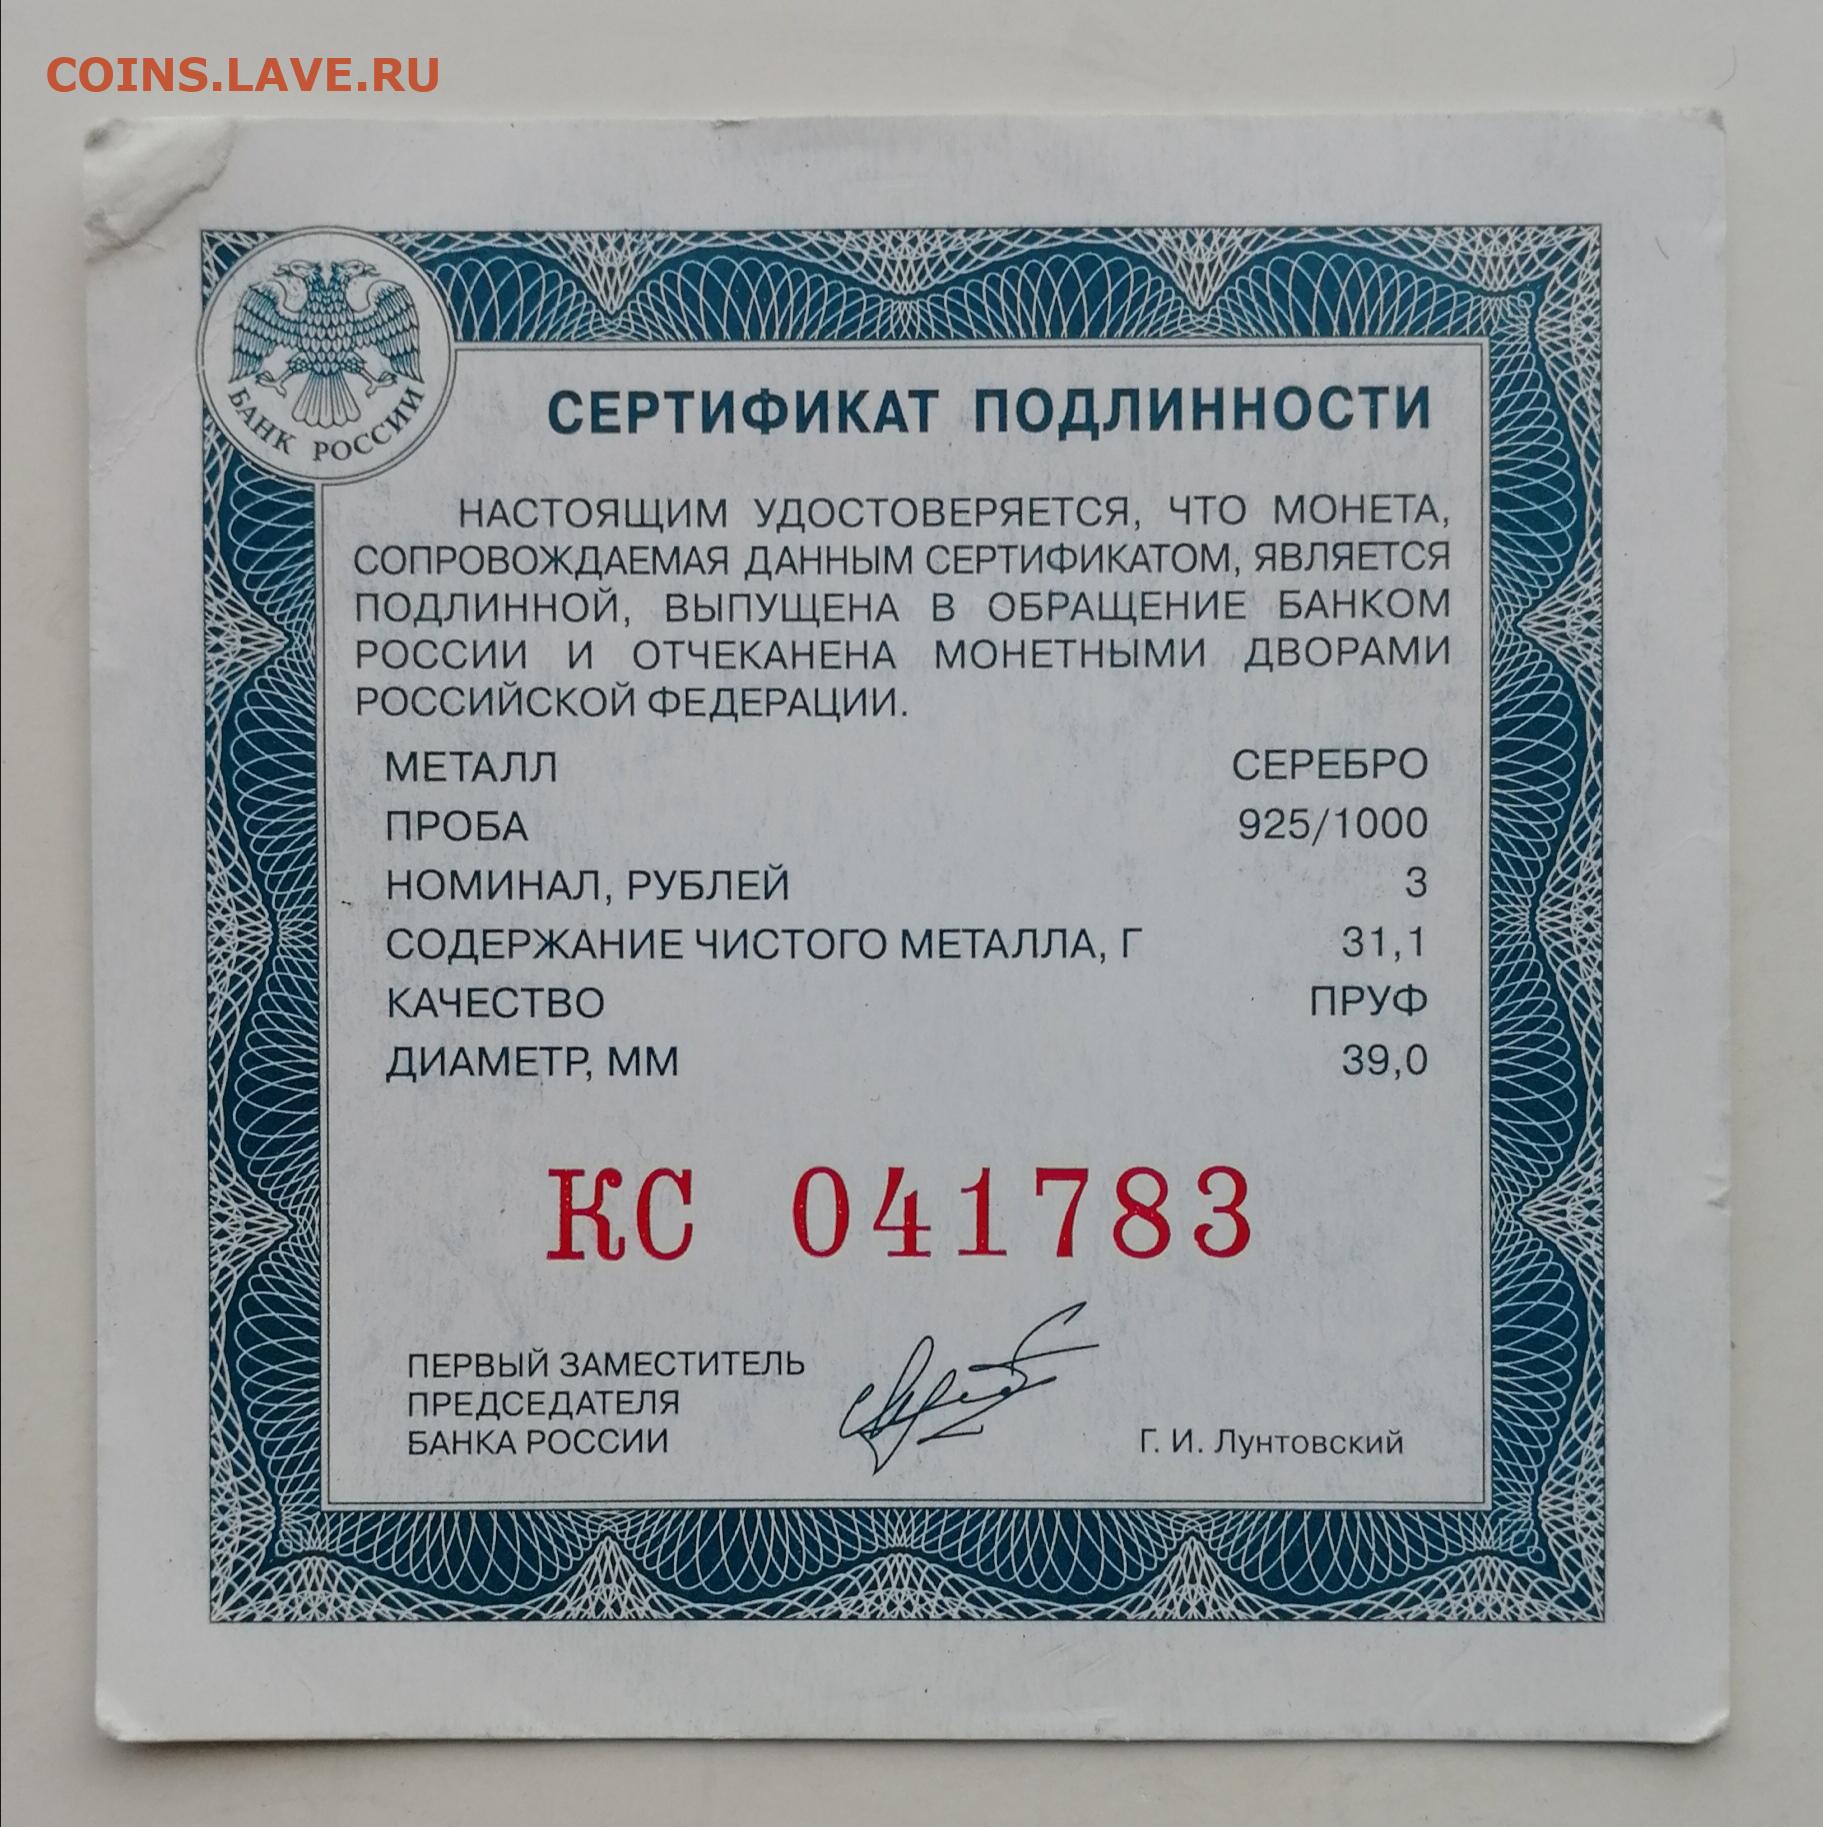 COINS.LAVE.RU
БАНК РОССИИ
СЕРТИФИКАТ ПОДЛИННОСТИ
НАСТОЯЩИМ УДОСТОВЕРЯЕТСЯ, ЧТО МОНЕТА,
СОПРОВОЖДАЕМАЯ ДАННЫМ СЕРТИФИКАТОМ, ЯВЛЯЕТСЯ
ПОДЛИННОЙ, ВЫПУЩЕНА В ОБРАЩЕНИЕ БАНКОМ
РОССИИ И ОТЧЕКАНЕНА МОНЕТНЫМИ ДВОРАМИ
РОССИЙСКОЙ ФЕДЕРАЦИИ.
МЕТАЛЛ СЕРЕБРО
ПРОБА 925/1000
НОМИНАЛ, РУБЛЕЙ 3
СОДЕРЖАНИЕ ЧИСТОГО МЕТАЛЛА, Г 31,1
КАЧЕСТВО ПРУФ
ДИАМЕТР, ММ 39,0
КС 041783
ПЕРВЫЙ ЗАМЕСТИТЕЛЬ
ПРЕДСЕДАТЕЛЯ
БАНКА РОССИИ Г. И. Лунтовский